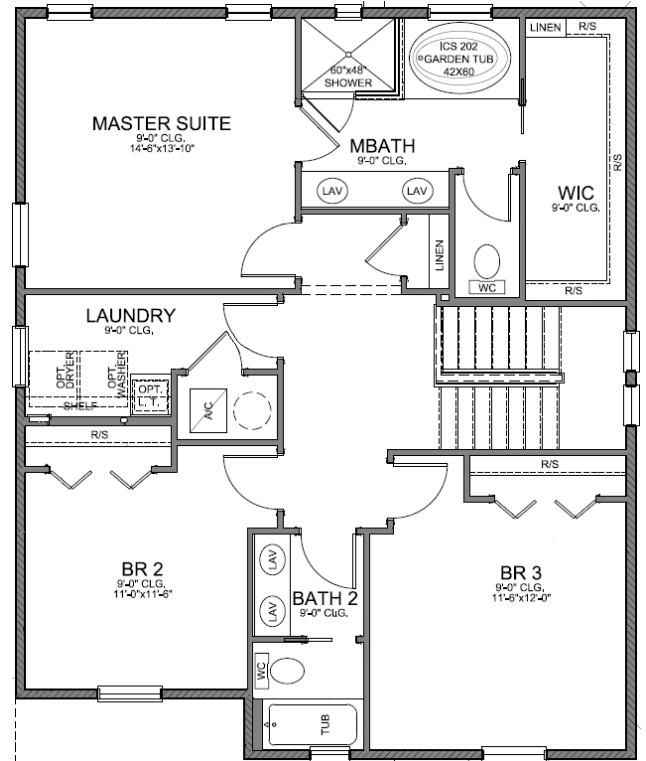 LINEN
R/S
ICS 202
GARDEN TUB
42X60
60"x48"
SHOWER
MASTER SUITE
9'-0" CLG.
14'-6"x13'-10"
MBATH
9'-0" CLG.
R/S
WIC
9'-0" CLG.
LAV
LAV
LINEN
WC
R/S
LAUNDRY
9'-0" CLG.
OPT.
DRYER
OPT.
WASHER
OPT.
L. T.
SHELF
A/C
R/S
R/S
BR 2
9'-0" CLG.
11'-0"x11'-6"
LAV
LAV
BATH 2
9'-0" CLG.
BR 3
9'-0" CLG.
11'-6"x12'-0"
WC
TUB